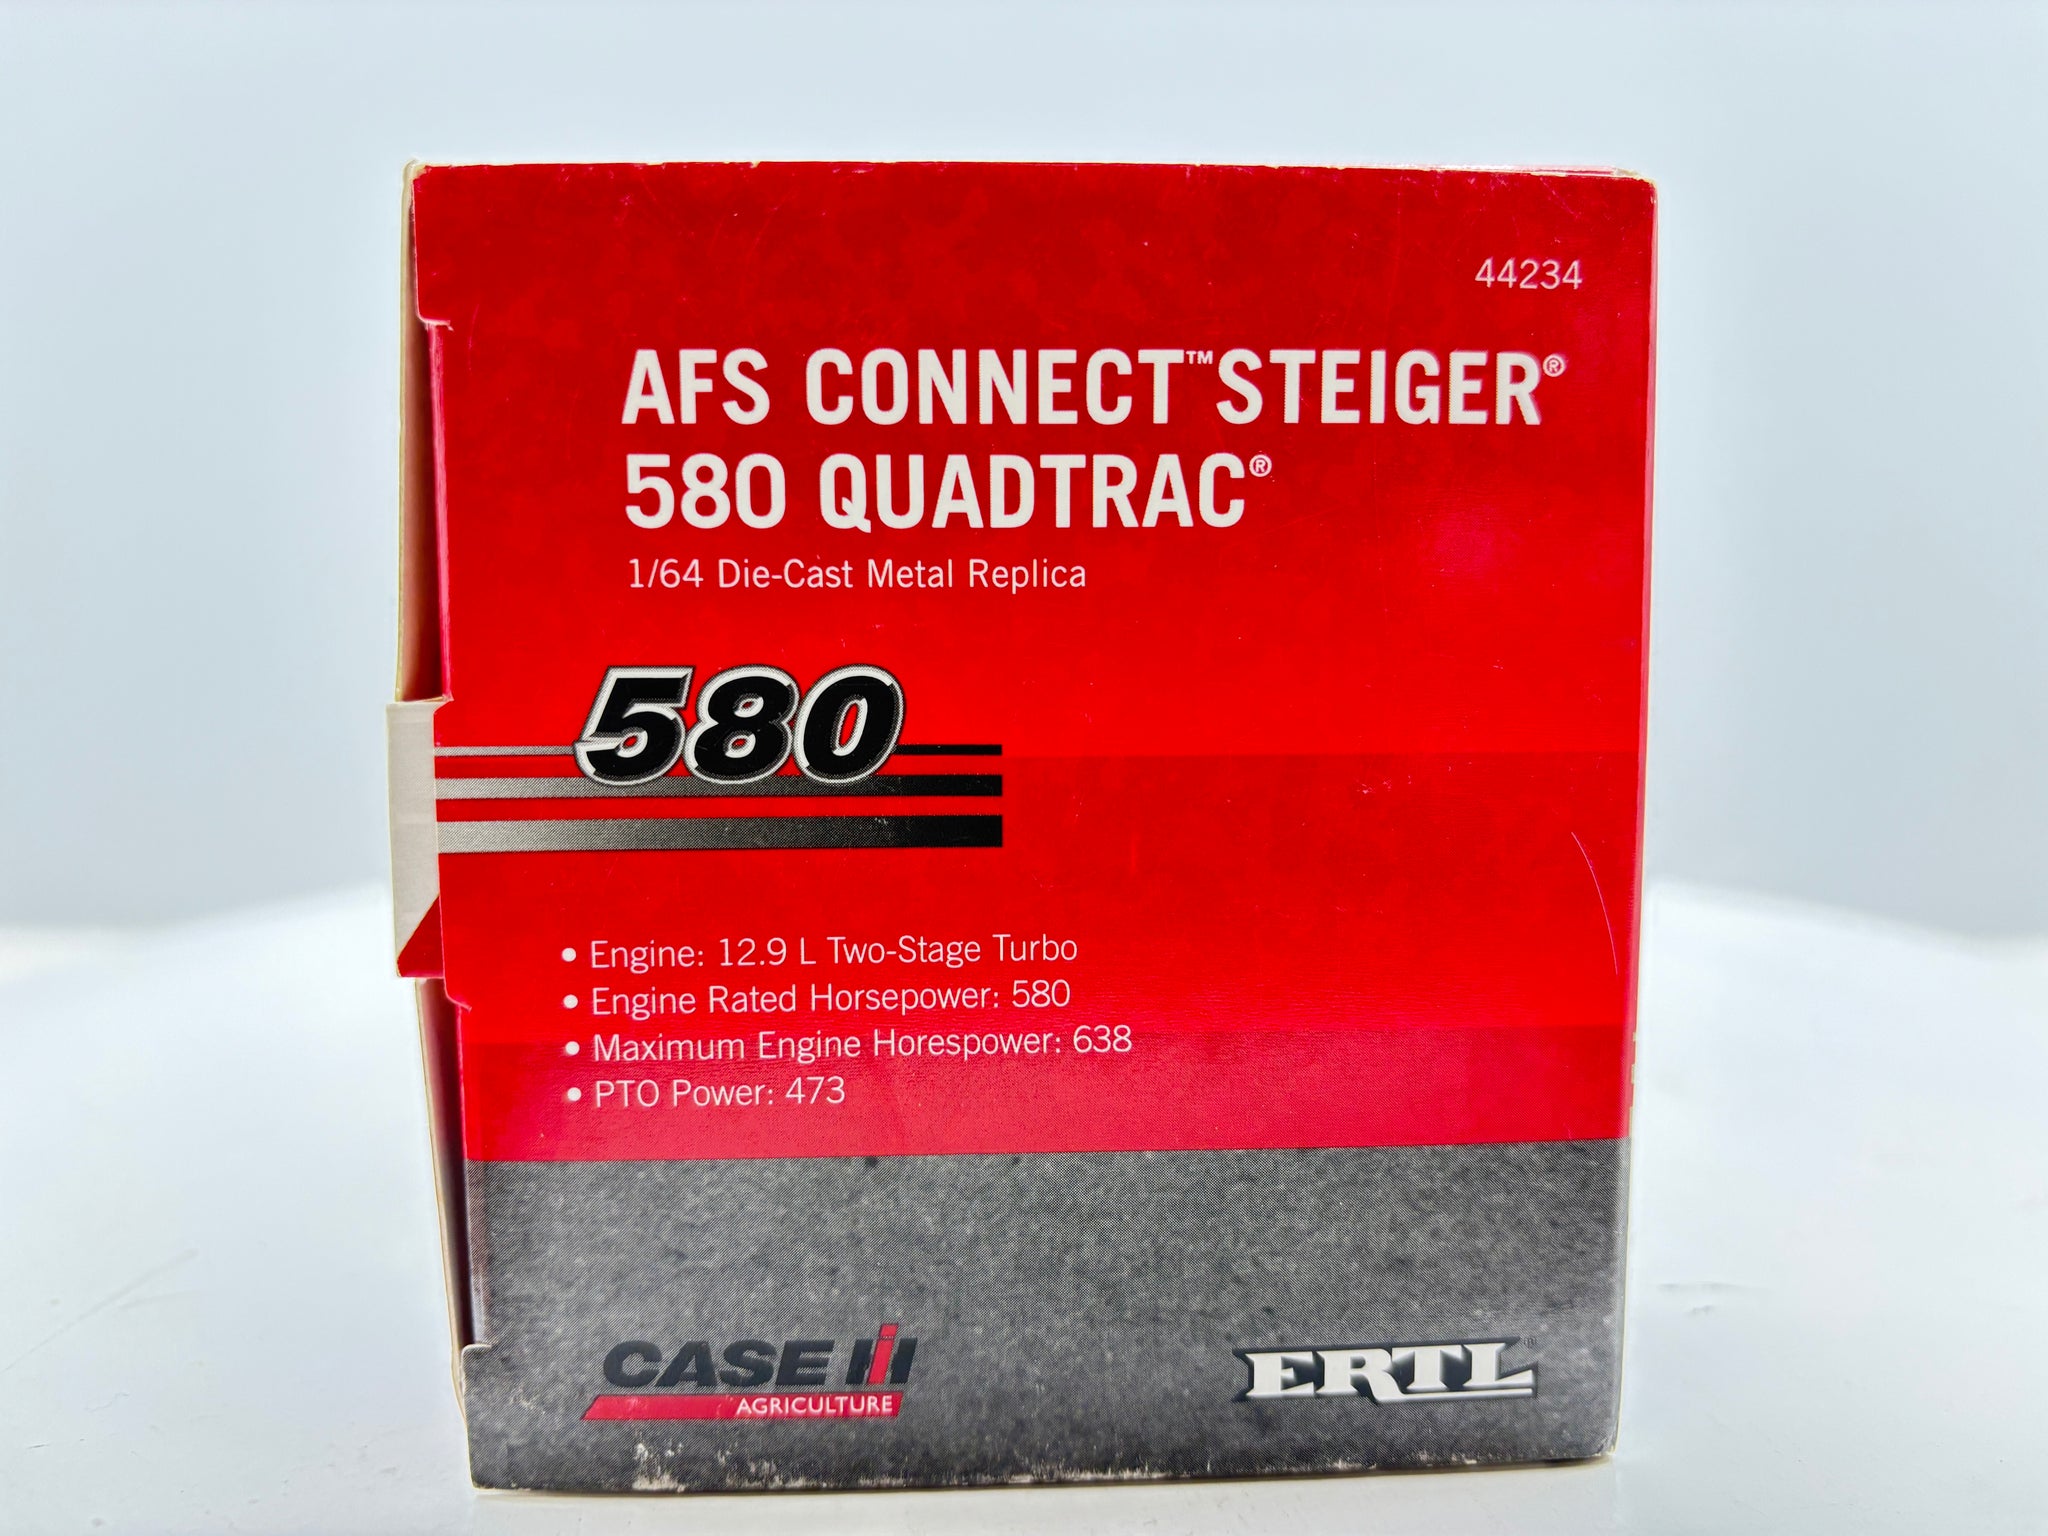 44234
AFS CONNECT™ STEIGER®
580 QUADTRAC®
1/64 Die-Cast Metal Replica
580
• Engine: 12.9 L Two-Stage Turbo
• Engine Rated Horsepower: 580
• Maximum Engine Horespower: 638
• PTO Power: 473
CASE IH
AGRICULTURE
ERTL®